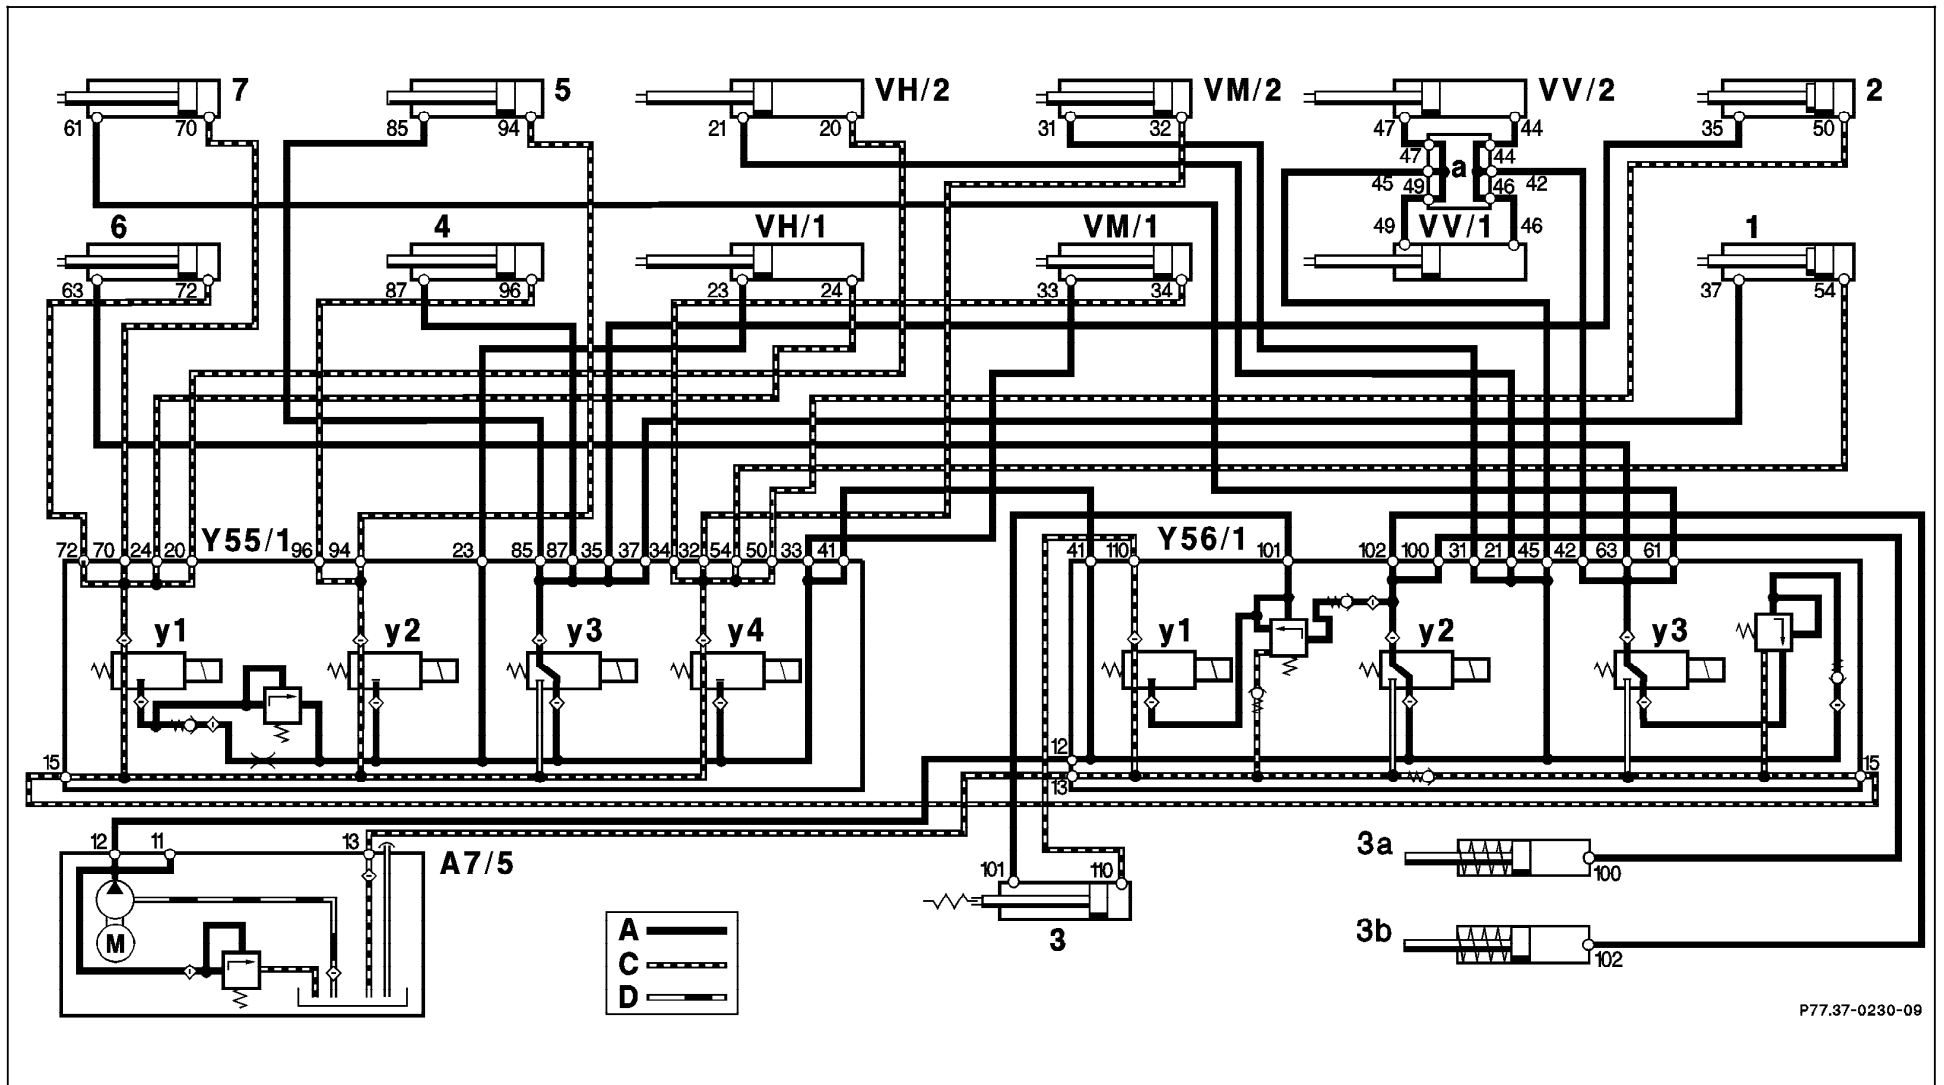 7 5 VH/2 VM/2 VV/2 2
61 70 85 94 21 20 31 32 47 44 35 50
47 44
a
45 49 46 42
6 4 VH/1 VM/1 49 VV/1 46 1
63 72 87 96 23 24 33 34 37 54
72 70 24 20 Y55/1 96 94 23 85 87 35 37 34 32 54 50 33 41 41 110 Y56/1 101 102 100 31 21 45 42 63 61
y1 y2 y3 y4 y1 y2 y3
15 12 13 15
12 11 13 A7/5
M
101 110
3
3a 100
3b 102
A
C
D
P77.37-0230-09